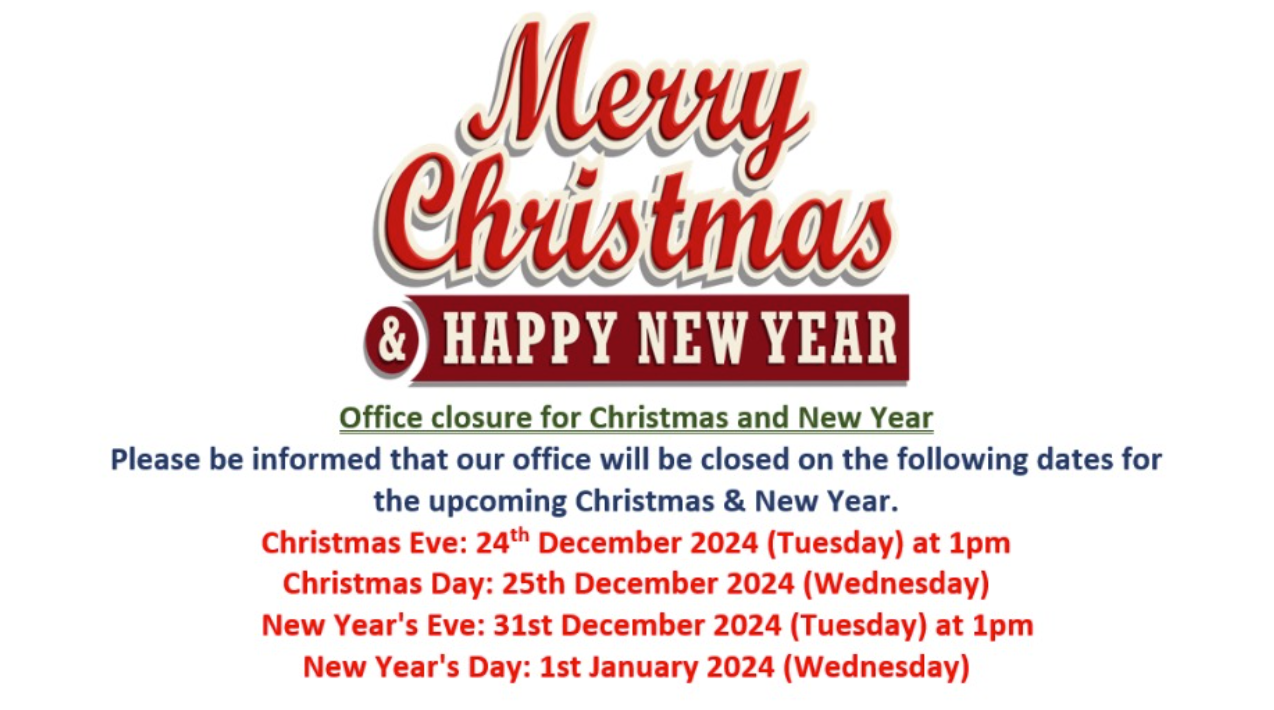 Merry
Christmas
& HAPPY NEW YEAR
Office closure for Christmas and New Year
Please be informed that our office will be closed on the following dates for
the upcoming Christmas & New Year.
Christmas Eve: 24th December 2024 (Tuesday) at 1pm
Christmas Day: 25th December 2024 (Wednesday)
New Year's Eve: 31st December 2024 (Tuesday) at 1pm
New Year's Day: 1st January 2024 (Wednesday)